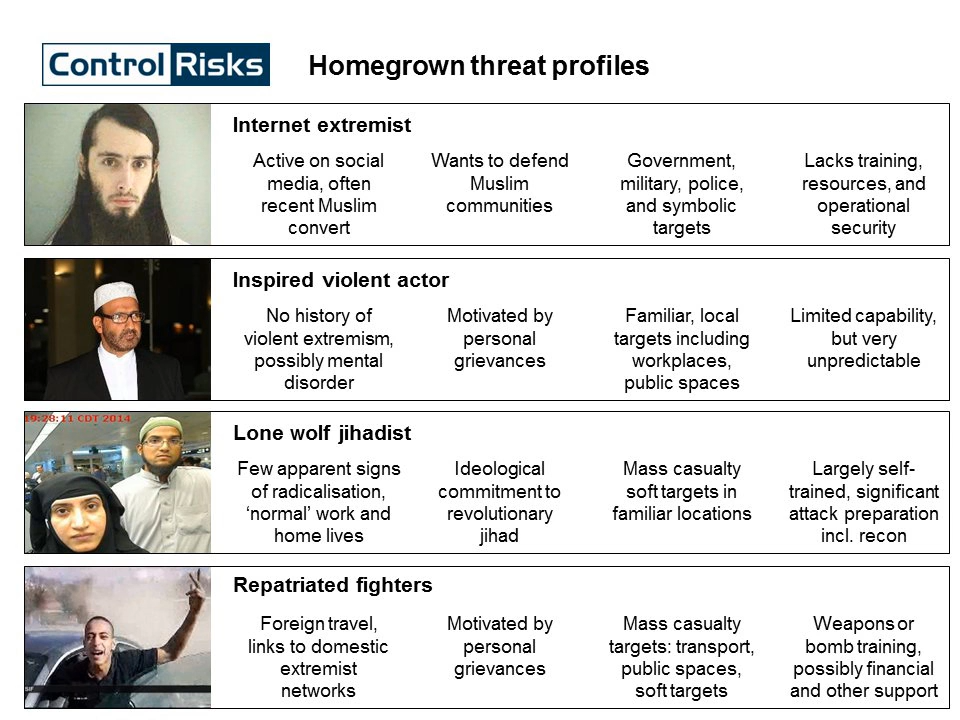 Control Risks
Homegrown threat profiles
Internet extremist
Active on social
media, often
recent Muslim
convert
Wants to defend
Muslim
communities
Government,
military, police,
and symbolic
targets
Lacks training,
resources, and
operational
security
Inspired violent actor
No history of
violent extremism,
possibly mental
disorder
Motivated by
personal
grievances
Familiar, local
targets including
workplaces,
public spaces
Limited capability,
but very
unpredictable
19:28:11 CDT 2014
Lone wolf jihadist
Few apparent signs
of radicalisation,
‘normal’ work and
home lives
Ideological
commitment to
revolutionary
jihad
Mass casualty
soft targets in
familiar locations
Largely self-
trained, significant
attack preparation
incl. recon
Repatriated fighters
Foreign travel,
links to domestic
extremist
networks
Motivated by
personal
grievances
Mass casualty
targets: transport,
public spaces,
soft targets
Weapons or
bomb training,
possibly financial
and other support